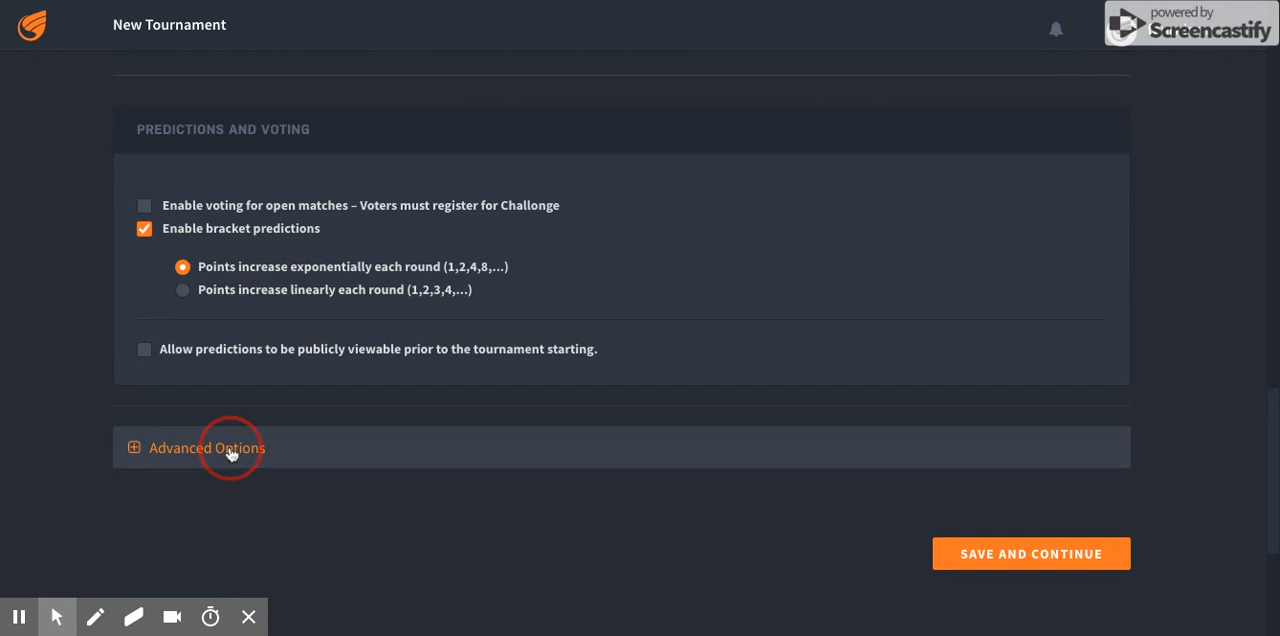 New Tournament
powered by
Screencastify
PREDICTIONS AND VOTING
Enable voting for open matches – Voters must register for Challonge
Enable bracket predictions
Points increase exponentially each round (1,2,4,8,...)
Points increase linearly each round (1,2,3,4,...)
Allow predictions to be publicly viewable prior to the tournament starting.
Advanced Options
SAVE AND CONTINUE